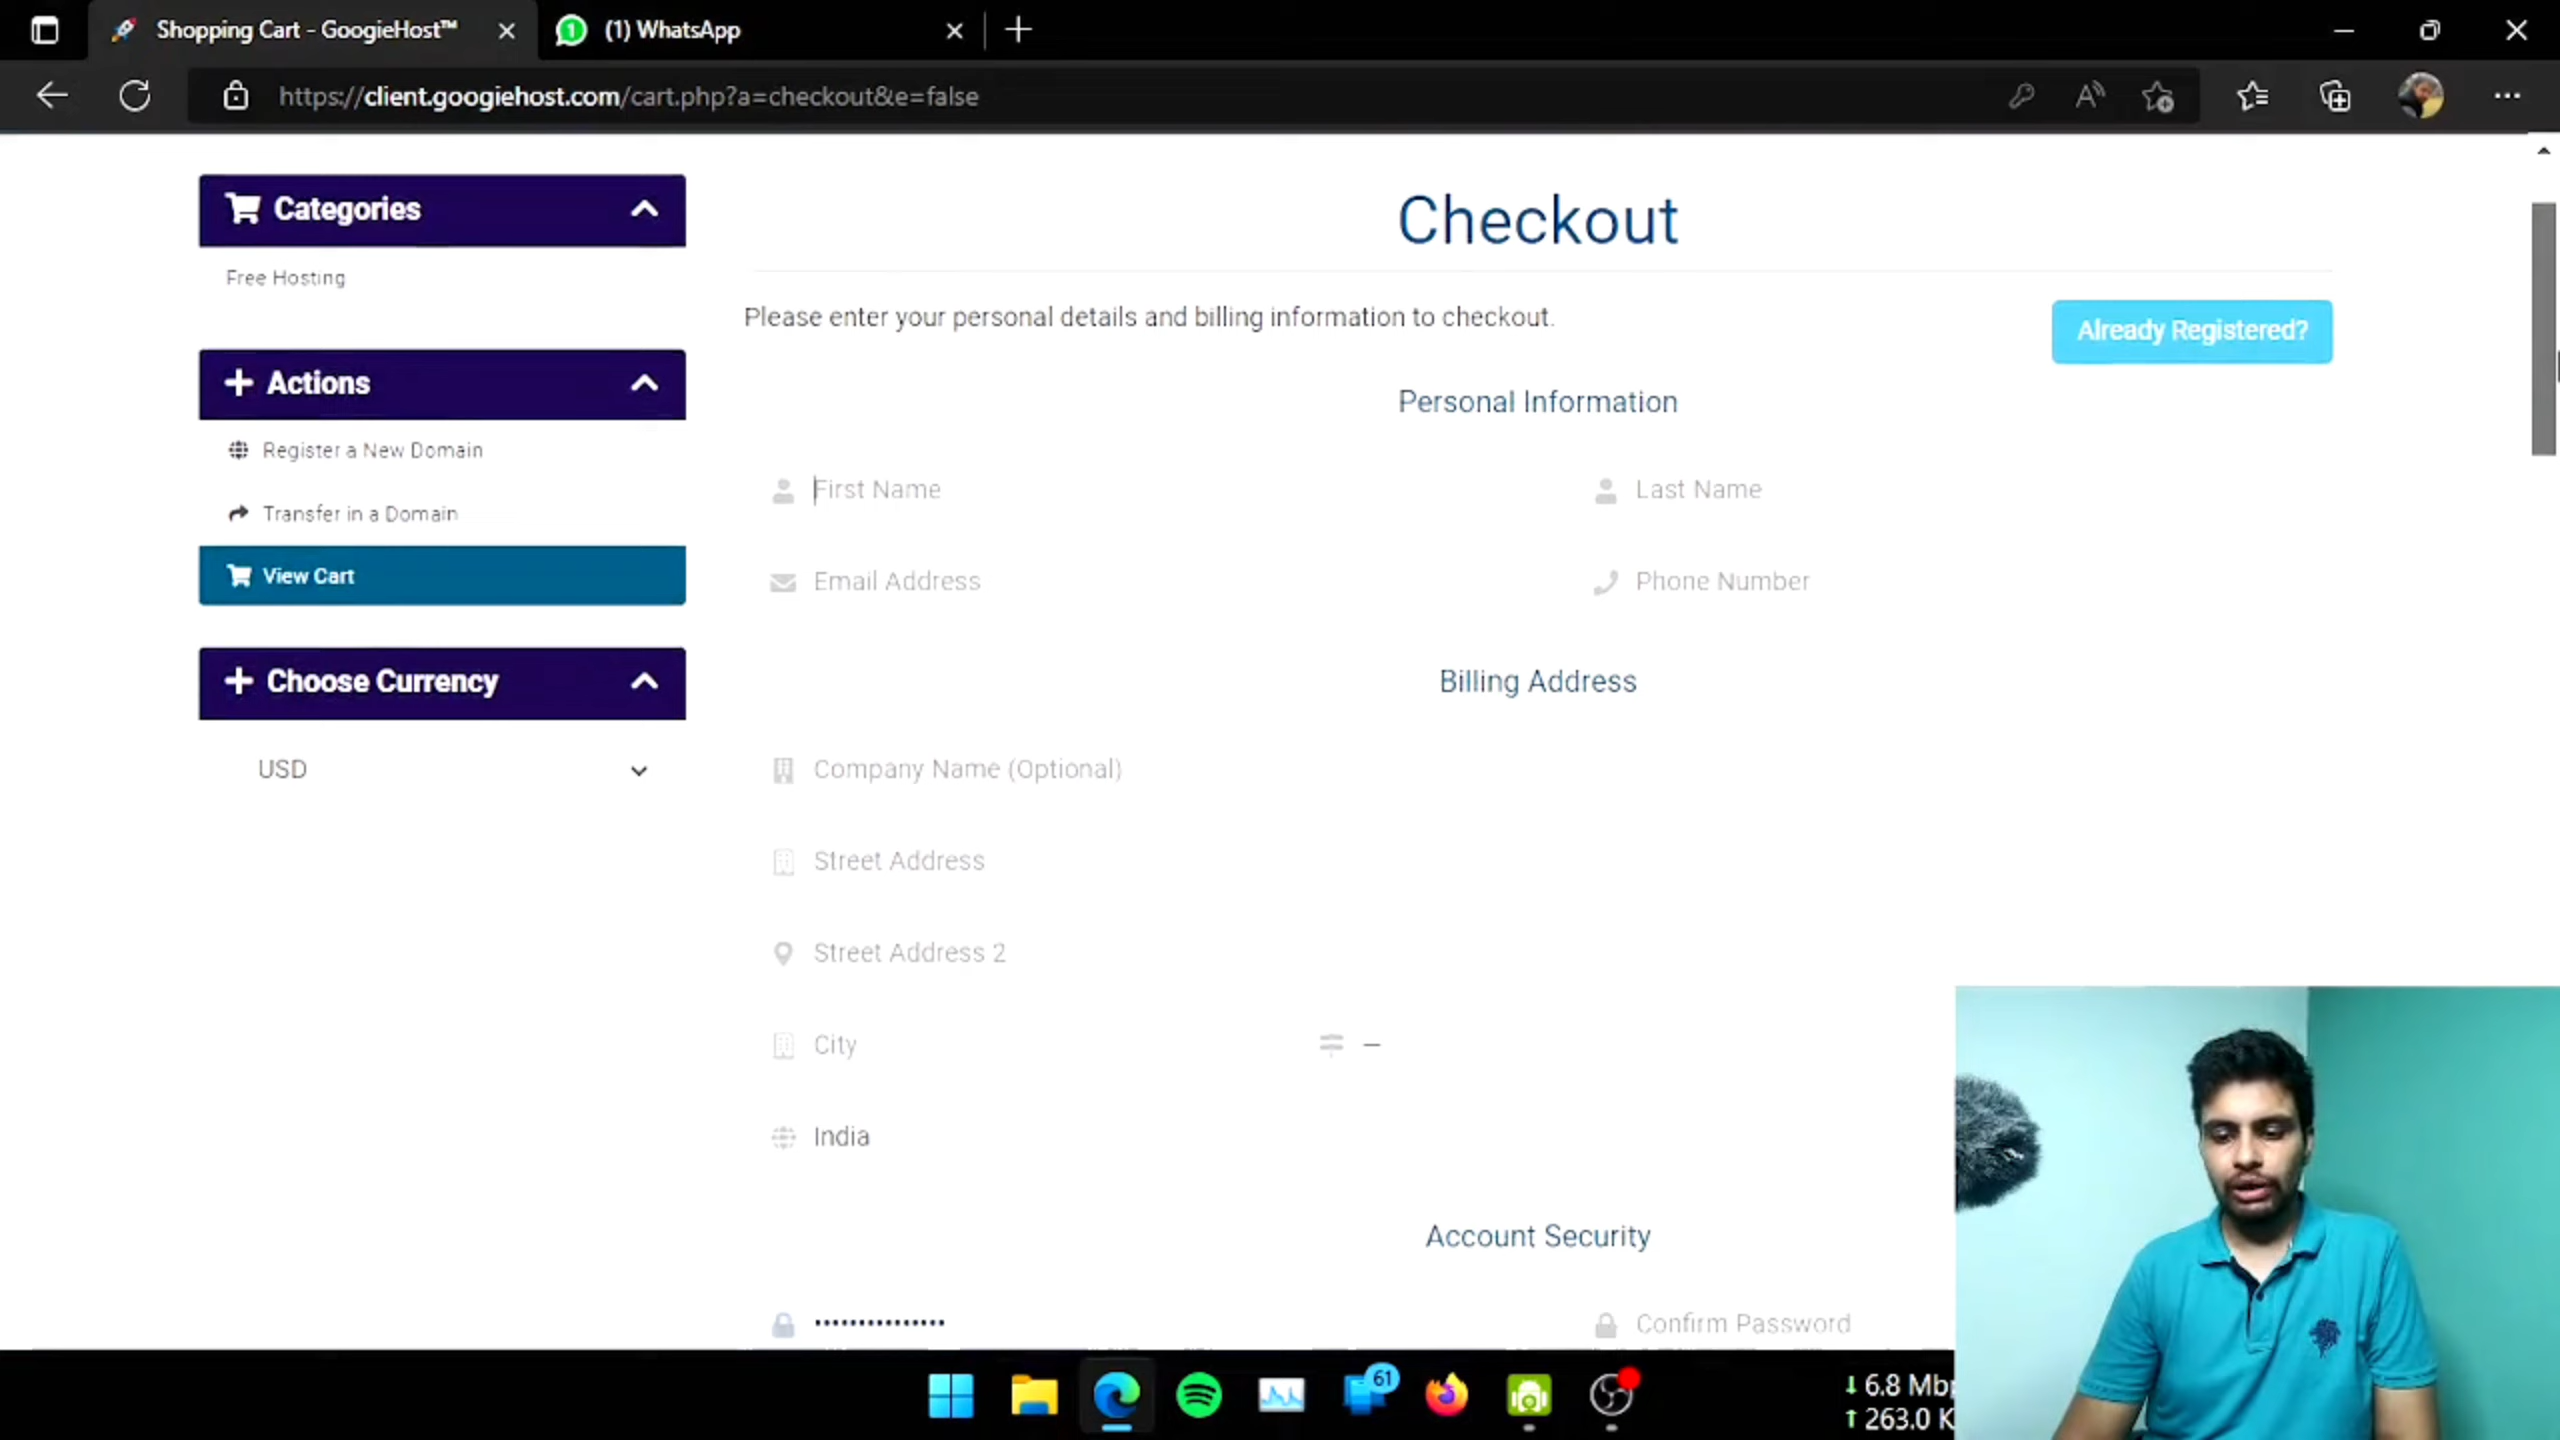 Shopping Cart - GoogieHost™
(1) WhatsApp
https://client.googiehost.com/cart.php?a=checkout&e=false
Categories
Free Hosting
Actions
Register a New Domain
Transfer in a Domain
View Cart
Choose Currency
USD
Checkout
Please enter your personal details and billing information to checkout.
Already Registered?
Personal Information
First Name
Last Name
Email Address
Phone Number
Billing Address
Company Name (Optional)
Street Address
Street Address 2
City
–
India
Account Security
•••••••••••••••
Confirm Password
61
↓ 6.8 Mbp
↑ 263.0 K